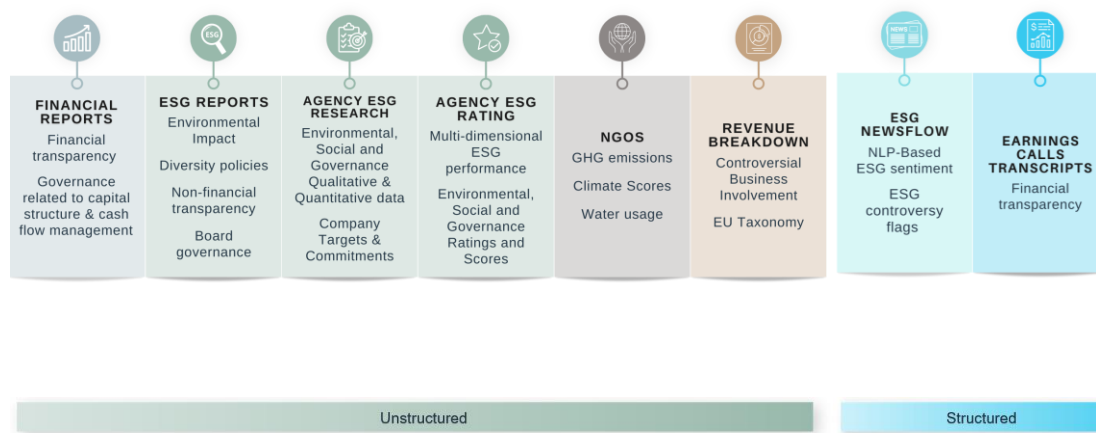 ESG
NEWS
$
FINANCIAL
REPORTS
Financial
transparency
Governance
related to capital
structure & cash
flow management
ESG REPORTS
Environmental
Impact
Diversity policies
Non-financial
transparency
Board
governance
AGENCY ESG
RESEARCH
Environmental,
Social and
Governance
Qualitative &
Quantitative data
Company
Targets &
Commitments
AGENCY ESG
RATING
Multi-dimensional
ESG
performance
Environmental,
Social and
Governance
Ratings and
Scores
NGOS
GHG emissions
Climate Scores
Water usage
REVENUE
BREAKDOWN
Controversial
Business
Involvement
EU Taxonomy
ESG
NEWSFLOW
NLP-Based
ESG sentiment
ESG
controversy
flags
EARNINGS
CALLS
TRANSCRIPTS
Financial
transparency
Unstructured
Structured